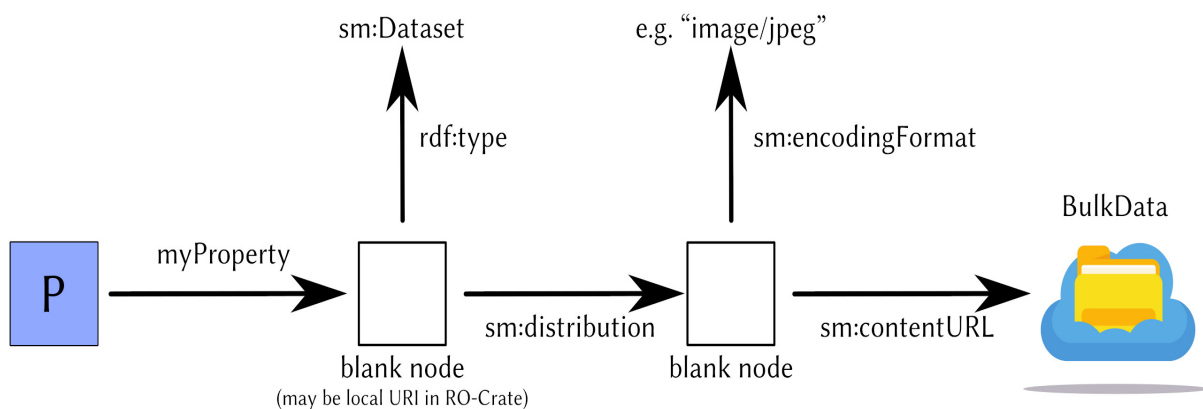 sm:Dataset
e.g. “image/jpeg”
rdf:type
sm:encodingFormat
BulkData
myProperty
P
sm:distribution
sm:contentURL
blank node
(may be local URI in RO-Crate)
blank node